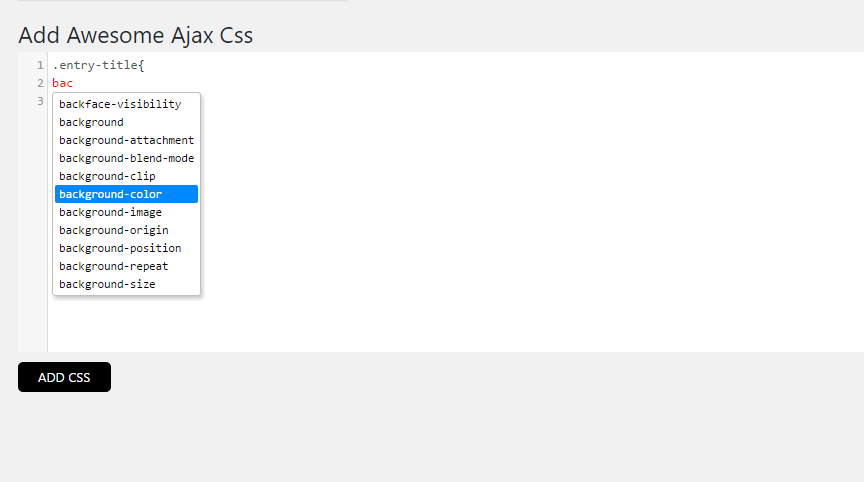 Add Awesome Ajax Css
1 .entry-title{
2 bac
3
backface-visibility
background
background-attachment
background-blend-mode
background-clip
background-color
background-image
background-origin
background-position
background-repeat
background-size
ADD CSS